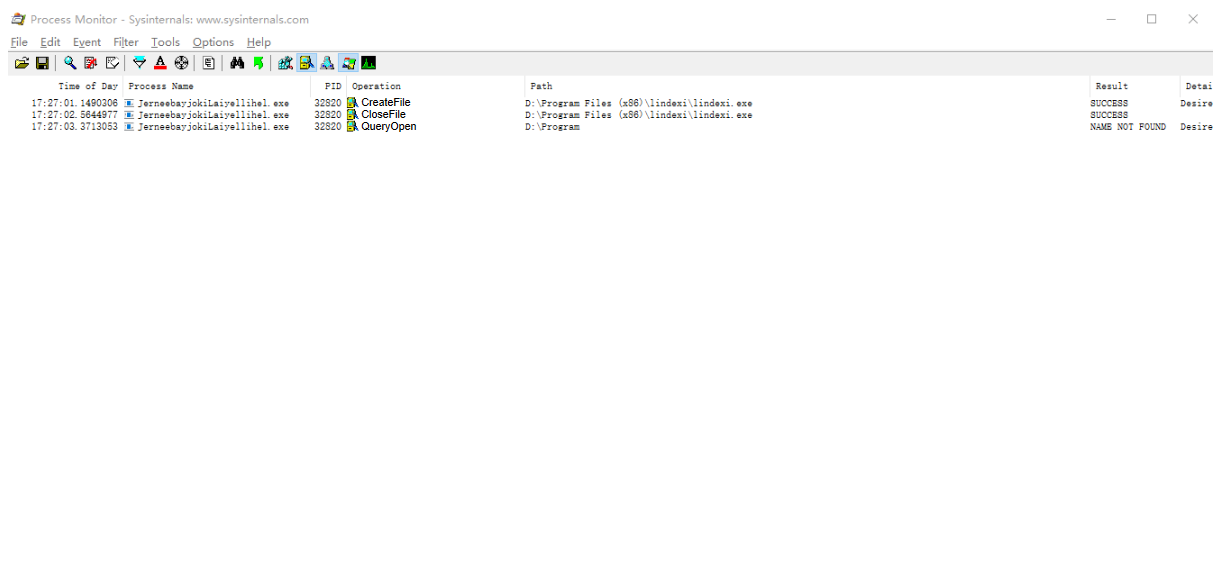 Process Monitor - Sysinternals: www.sysinternals.com
File Edit Event Filter Tools Options Help
Time of Day Process Name PID Operation Path Result Detai
17:27:01.1490306 JerneebayjokiLaiyellihel.exe 32820 CreateFile D:\Program Files (x86)\lindexi\lindexi.exe SUCCESS Desire
17:27:02.5644977 JerneebayjokiLaiyellihel.exe 32820 CloseFile D:\Program Files (x86)\lindexi\lindexi.exe SUCCESS
17:27:03.3713053 JerneebayjokiLaiyellihel.exe 32820 QueryOpen D:\Program NAME NOT FOUND Desire